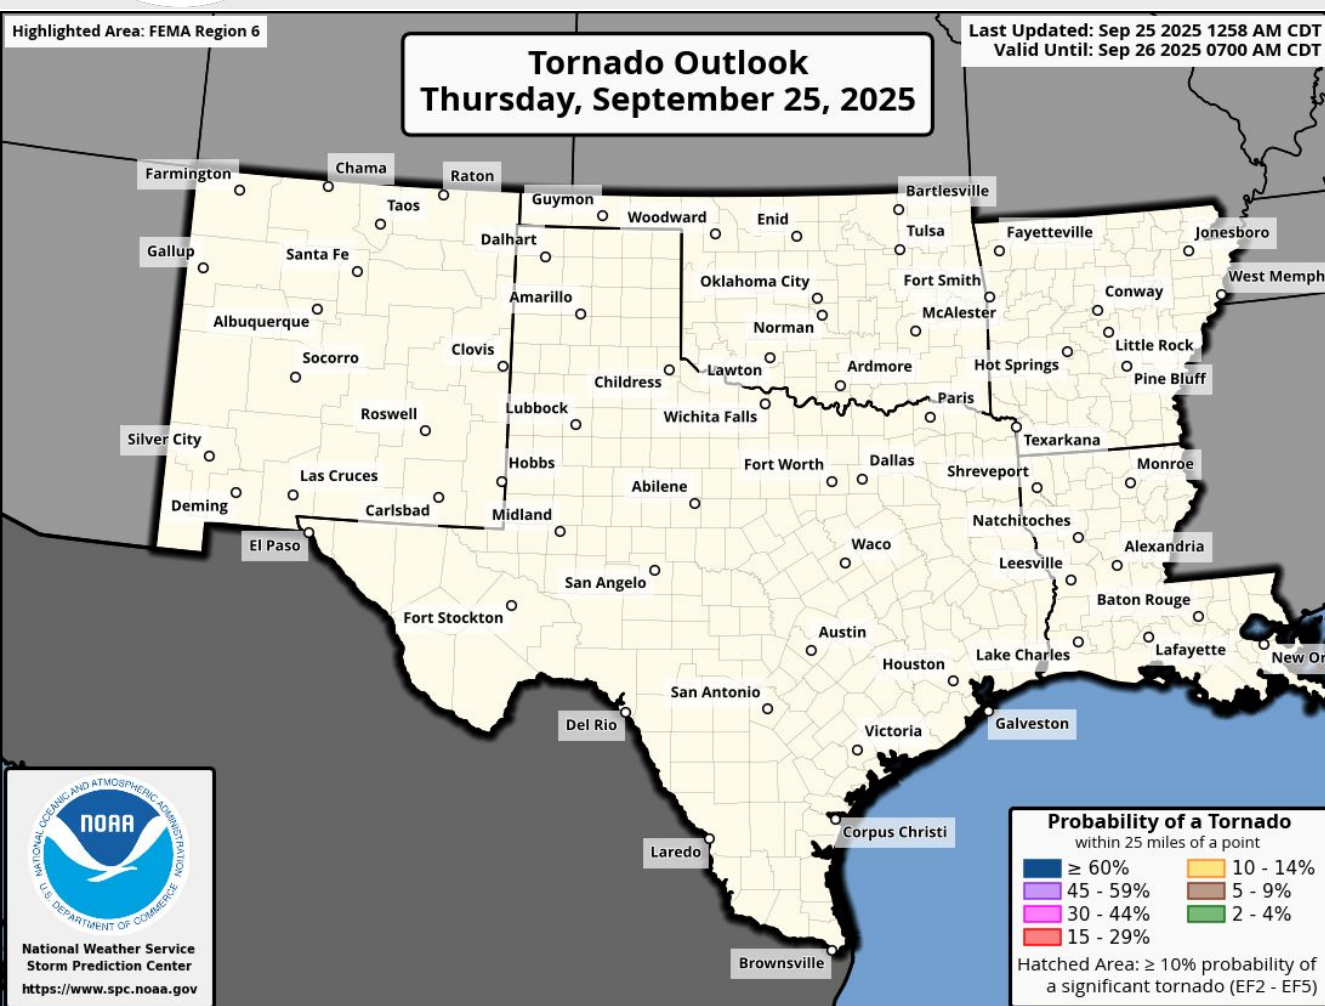 Highlighted Area: FEMA Region 6
Last Updated: Sep 25 2025 1258 AM CDT
Valid Until: Sep 26 2025 0700 AM CDT
Tornado Outlook
Thursday, September 25, 2025
Farmington
Chama
Raton
Taos
Guymon
Woodward
Enid
Bartlesville
Tulsa
Fayetteville
Jonesboro
Gallup
Santa Fe
Dalhart
Oklahoma City
Fort Smith
West Memph
Amarillo
Conway
Albuquerque
Norman
McAlester
Little Rock
Socorro
Clovis
Childress
Lawton
Ardmore
Hot Springs
Pine Bluff
Roswell
Lubbock
Wichita Falls
Paris
Silver City
Texarkana
Las Cruces
Hobbs
Fort Worth
Dallas
Shreveport
Monroe
Deming
Carlsbad
Abilene
Midland
Natchitoches
El Paso
Waco
Alexandria
San Angelo
Leesville
Fort Stockton
Baton Rouge
Austin
Houston
Lake Charles
Lafayette
New Or
San Antonio
Del Rio
Victoria
Galveston
Laredo
Corpus Christi
Brownsville
NATIONAL OCEANIC AND ATMOSPHERIC ADMINISTRATION
NOAA
U.S. DEPARTMENT OF COMMERCE
National Weather Service
Storm Prediction Center
https://www.spc.noaa.gov
Probability of a Tornado
within 25 miles of a point
≥ 60%
45 - 59%
30 - 44%
15 - 29%
10 - 14%
5 - 9%
2 - 4%
Hatched Area: ≥ 10% probability of
a significant tornado (EF2 - EF5)